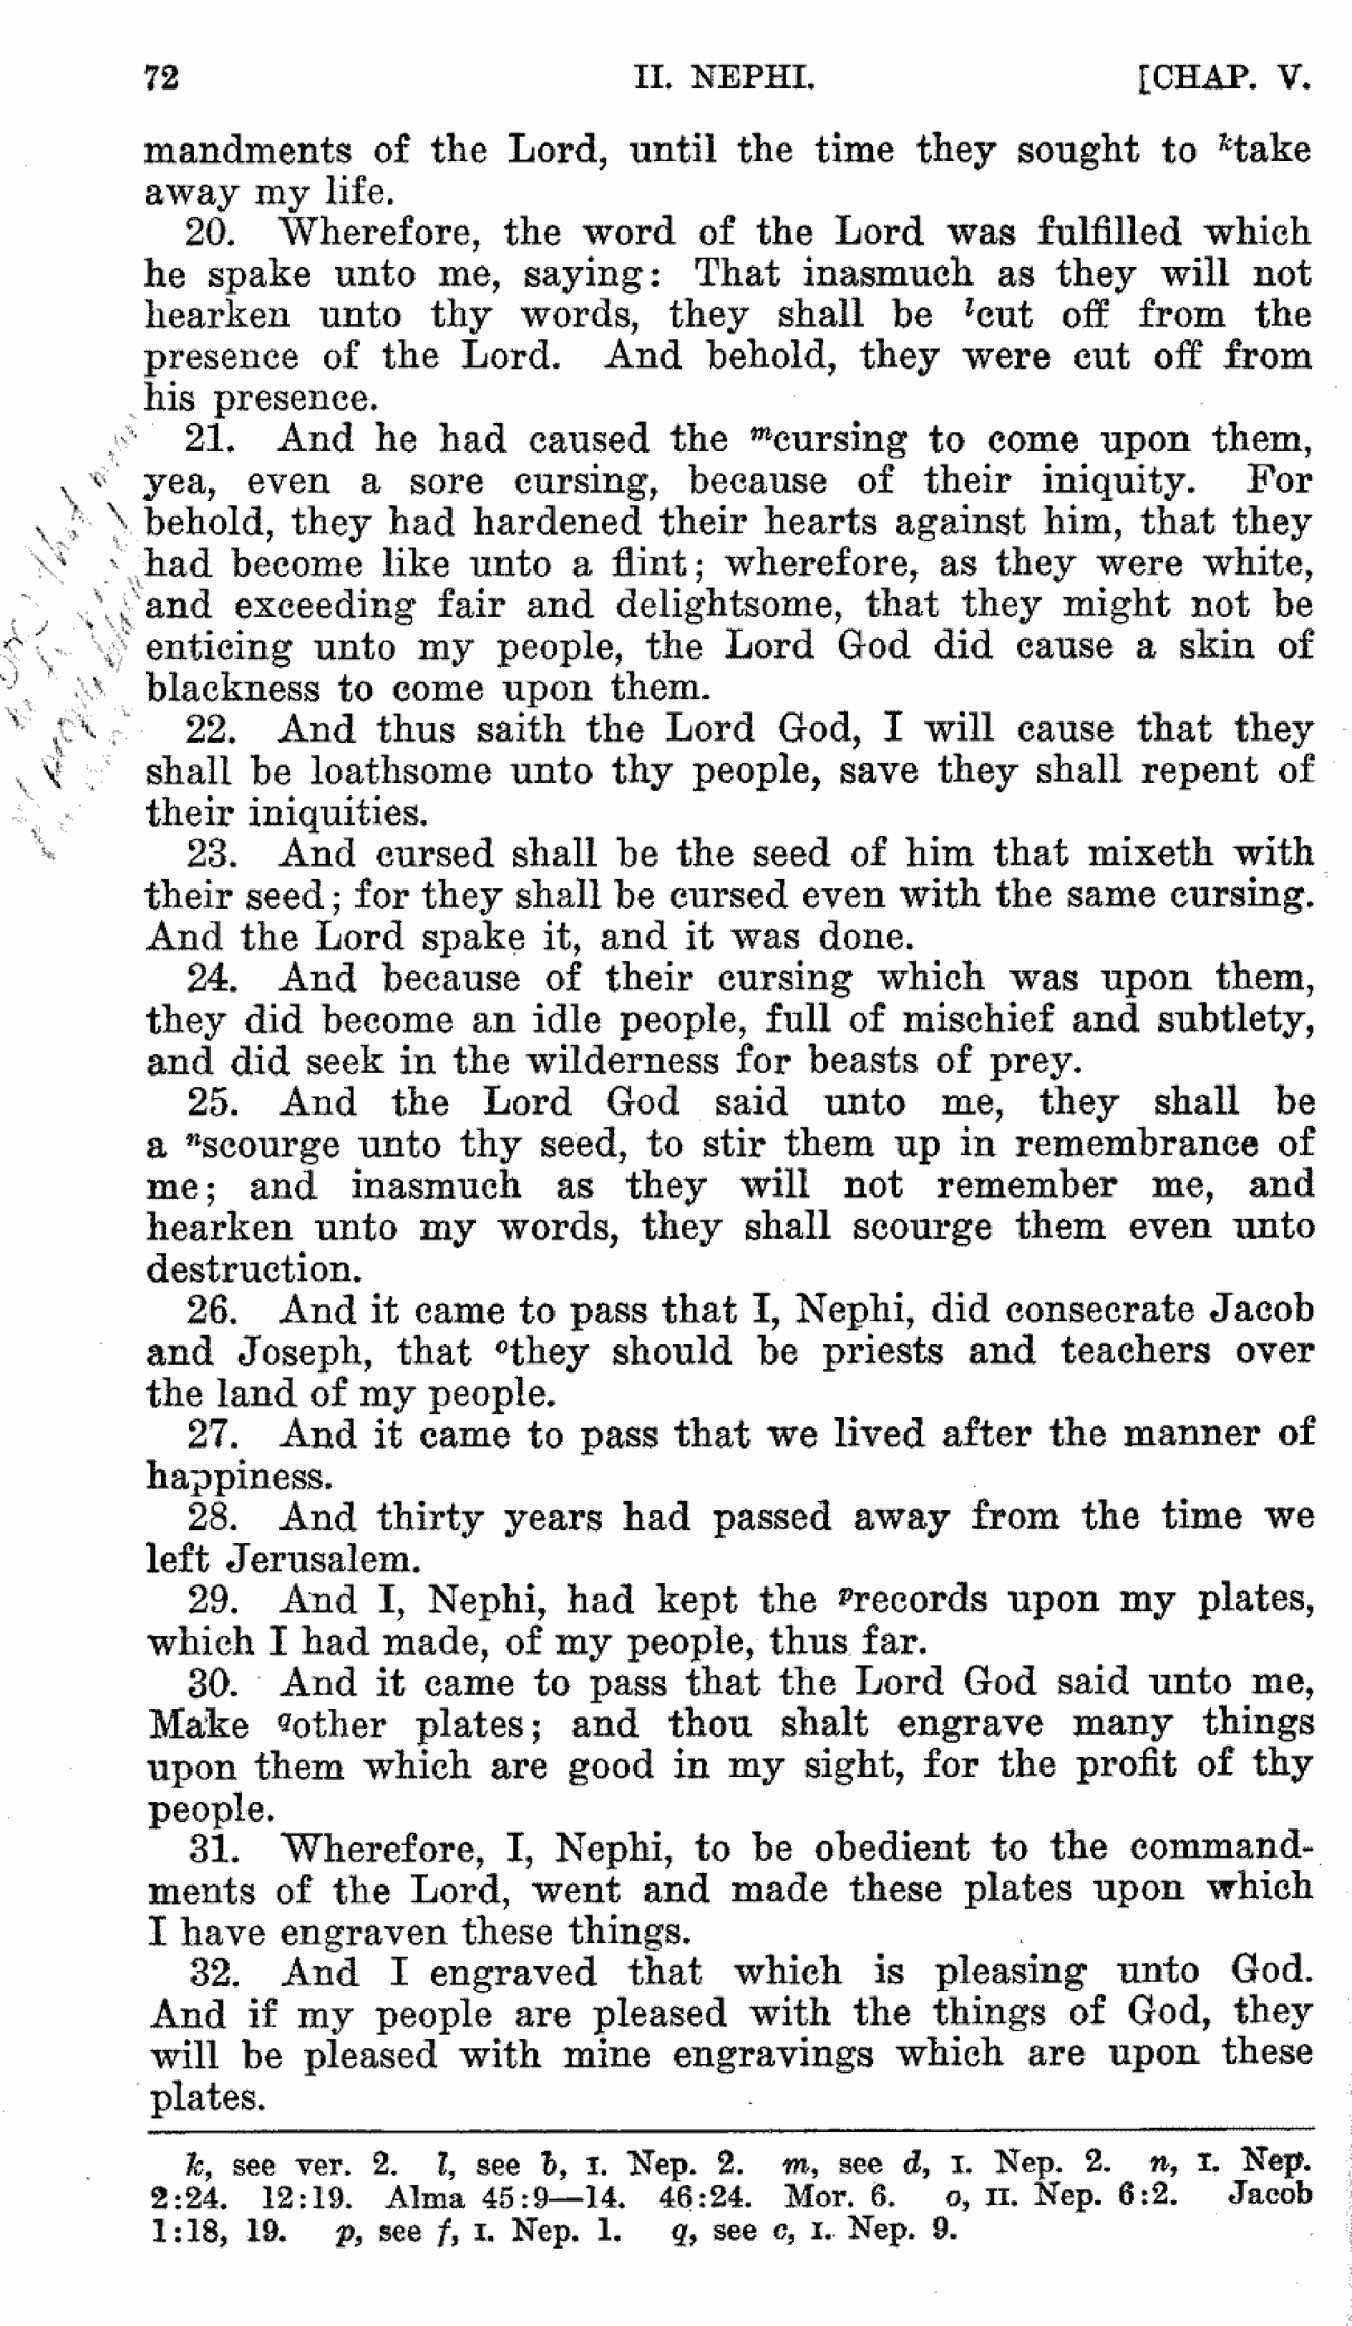 72 II. NEPHI. [CHAP. V.
mandments of the Lord, until the time they sought to ktake
away my life.
20. Wherefore, the word of the Lord was fulfilled which
he spake unto me, saying: That inasmuch as they will not
hearken unto thy words, they shall be lcut off from the
presence of the Lord. And behold, they were cut off from
his presence.
21. And he had caused the mcursing to come upon them,
yea, even a sore cursing, because of their iniquity. For
behold, they had hardened their hearts against him, that they
had become like unto a flint; wherefore, as they were white,
and exceeding fair and delightsome, that they might not be
enticing unto my people, the Lord God did cause a skin of
blackness to come upon them.
22. And thus saith the Lord God, I will cause that they
shall be loathsome unto thy people, save they shall repent of
their iniquities.
23. And cursed shall be the seed of him that mixeth with
their seed; for they shall be cursed even with the same cursing.
And the Lord spake it, and it was done.
24. And because of their cursing which was upon them,
they did become an idle people, full of mischief and subtlety,
and did seek in the wilderness for beasts of prey.
25. And the Lord God said unto me, they shall be
a nscourge unto thy seed, to stir them up in remembrance of
me; and inasmuch as they will not remember me, and
hearken unto my words, they shall scourge them even unto
destruction.
26. And it came to pass that I, Nephi, did consecrate Jacob
and Joseph, that othey should be priests and teachers over
the land of my people.
27. And it came to pass that we lived after the manner of
happiness.
28. And thirty years had passed away from the time we
left Jerusalem.
29. And I, Nephi, had kept the precords upon my plates,
which I had made, of my people, thus far.
30. And it came to pass that the Lord God said unto me,
Make qother plates; and thou shalt engrave many things
upon them which are good in my sight, for the profit of thy
people.
31. Wherefore, I, Nephi, to be obedient to the command-
ments of the Lord, went and made these plates upon which
I have engraven these things.
32. And I engraved that which is pleasing unto God.
And if my people are pleased with the things of God, they
will be pleased with mine engravings which are upon these
plates.
k, see ver. 2. l, see b, I. Nep. 2. m, see d, I. Nep. 2. n, I. Nep.
2:24. 12:19. Alma 45:9—14. 46:24. Mor. 6. o, II. Nep. 6:2. Jacob
1:18, 19. p, see f, I. Nep. 1. q, see c, I. Nep. 9.